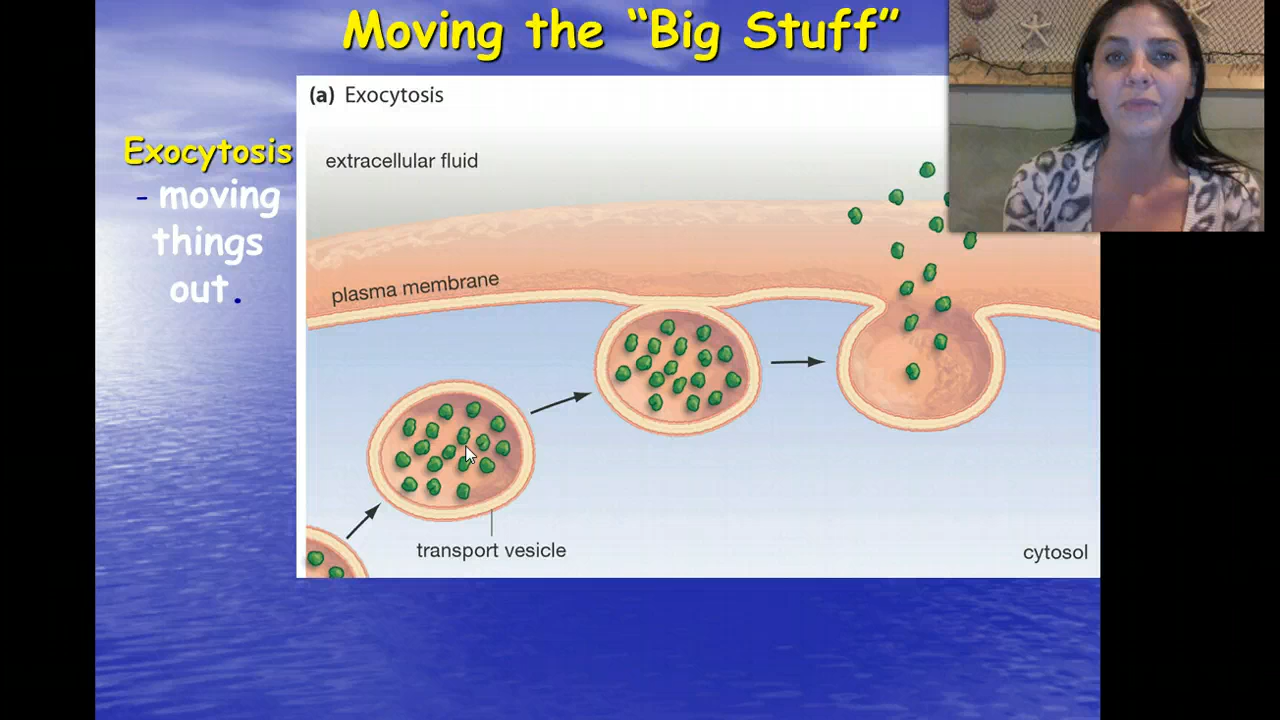 Moving the “Big Stuff”
(a) Exocytosis
extracellular fluid
Exocytosis
- moving
things
out.
plasma membrane
transport vesicle
cytosol